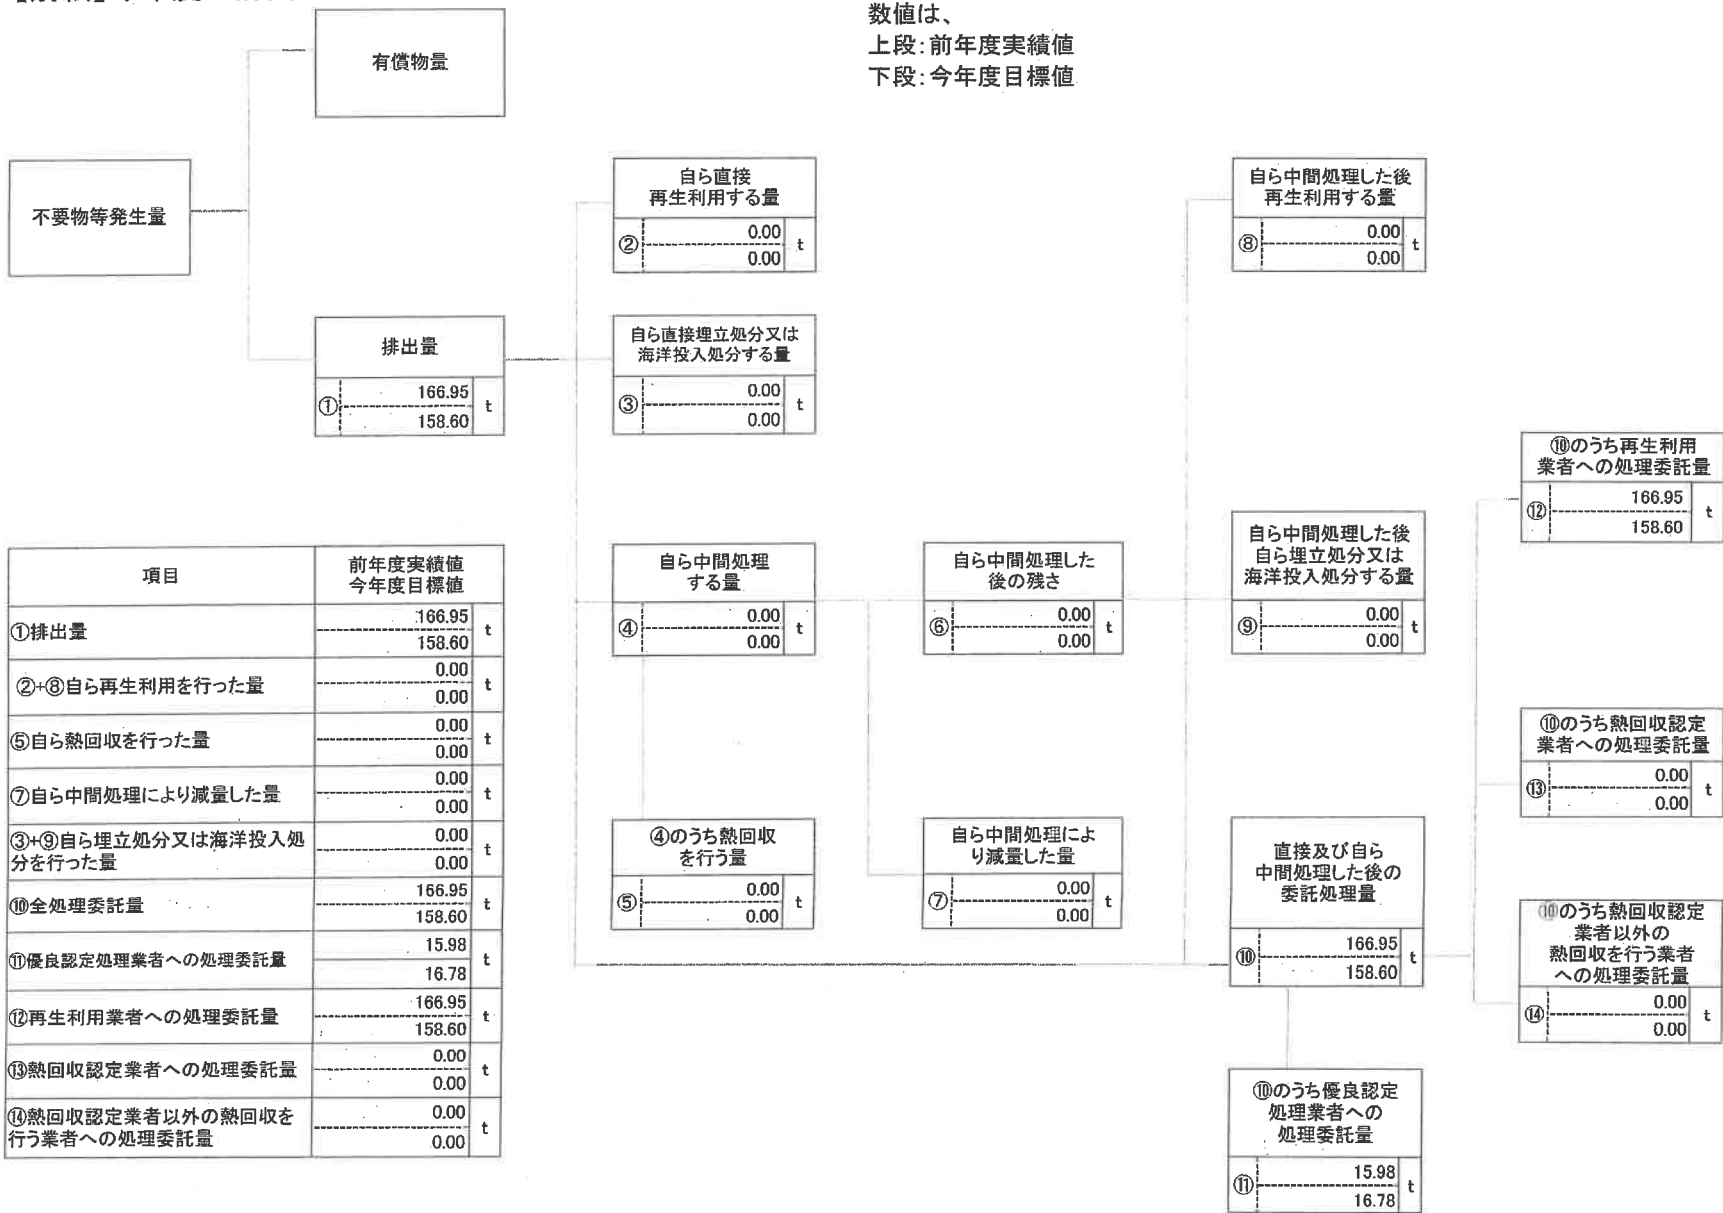 数値は、
上段：前年度実績値
下段：今年度目標値
有償物量
不要物等発生量
排出量
① 166.95 t
158.60
自ら直接
再生利用する量
② 0.00 t
0.00
自ら直接埋立処分又は
海洋投入処分する量
③ 0.00 t
0.00
自ら中間処理
する量
④ 0.00 t
0.00
④のうち熱回収
を行う量
⑤ 0.00 t
0.00
自ら中間処理した
後の残さ
⑥ 0.00 t
0.00
自ら中間処理によ
り減量した量
⑦ 0.00 t
0.00
自ら中間処理した後
再生利用する量
⑧ 0.00 t
0.00
自ら中間処理した後
自ら埋立処分又は
海洋投入処分する量
⑨ 0.00 t
0.00
直接及び自ら
中間処理した後の
委託処理量
⑩ 166.95 t
158.60
⑩のうち優良認定
処理業者への
処理委託量
⑪ 15.98 t
16.78
⑩のうち再生利用
業者への処理委託量
⑫ 166.95 t
158.60
⑩のうち熱回収認定
業者への処理委託量
⑬ 0.00 t
0.00
⑩のうち熱回収認定
業者以外の
熱回収を行う業者
への処理委託量
⑭ 0.00 t
0.00
項目 前年度実績値
今年度目標値
①排出量 166.95 t
158.60
②+⑧自ら再生利用を行った量 0.00 t
0.00
⑤自ら熱回収を行った量 0.00 t
0.00
⑦自ら中間処理により減量した量 0.00 t
0.00
③+⑨自ら埋立処分又は海洋投入処
分を行った量 0.00 t
0.00
⑩全処理委託量 166.95 t
158.60
⑪優良認定処理業者への処理委託量 15.98 t
16.78
⑫再生利用業者への処理委託量 166.95 t
158.60
⑬熱回収認定業者への処理委託量 0.00 t
0.00
⑭熱回収認定業者以外の熱回収を
行う業者への処理委託量 0.00 t
0.00